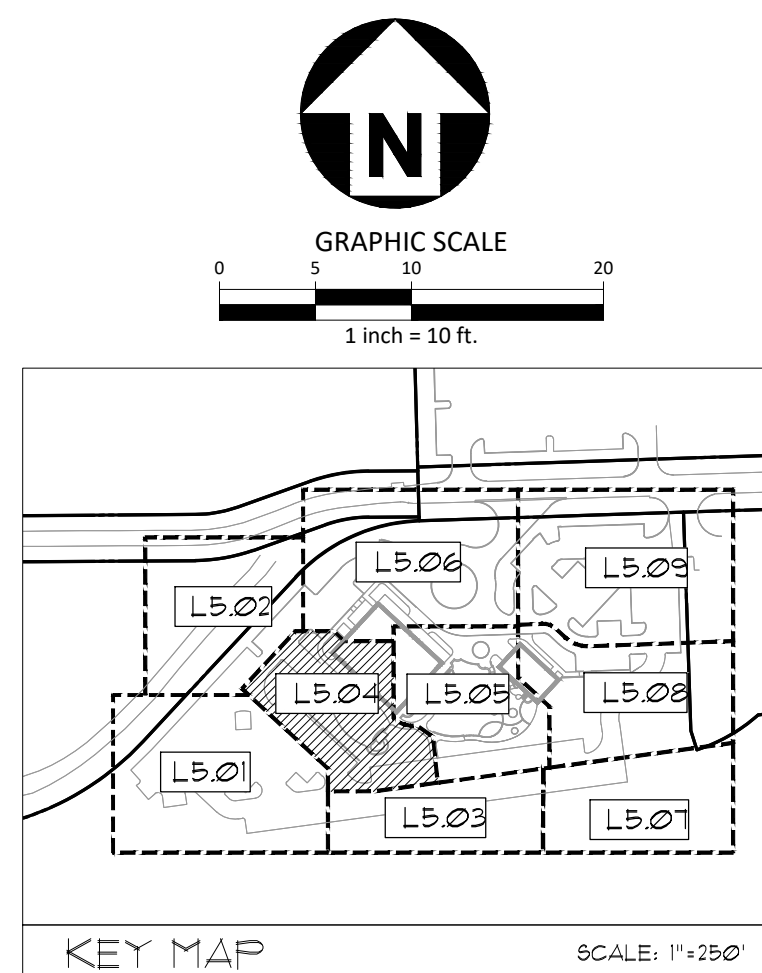 N
GRAPHIC SCALE
0 5 10 20
1 inch = 10 ft.
L5.06
L5.09
L5.02
L5.04
L5.05
L5.08
L5.01
L5.03
L5.07
KEY MAP
SCALE: 1"=250'